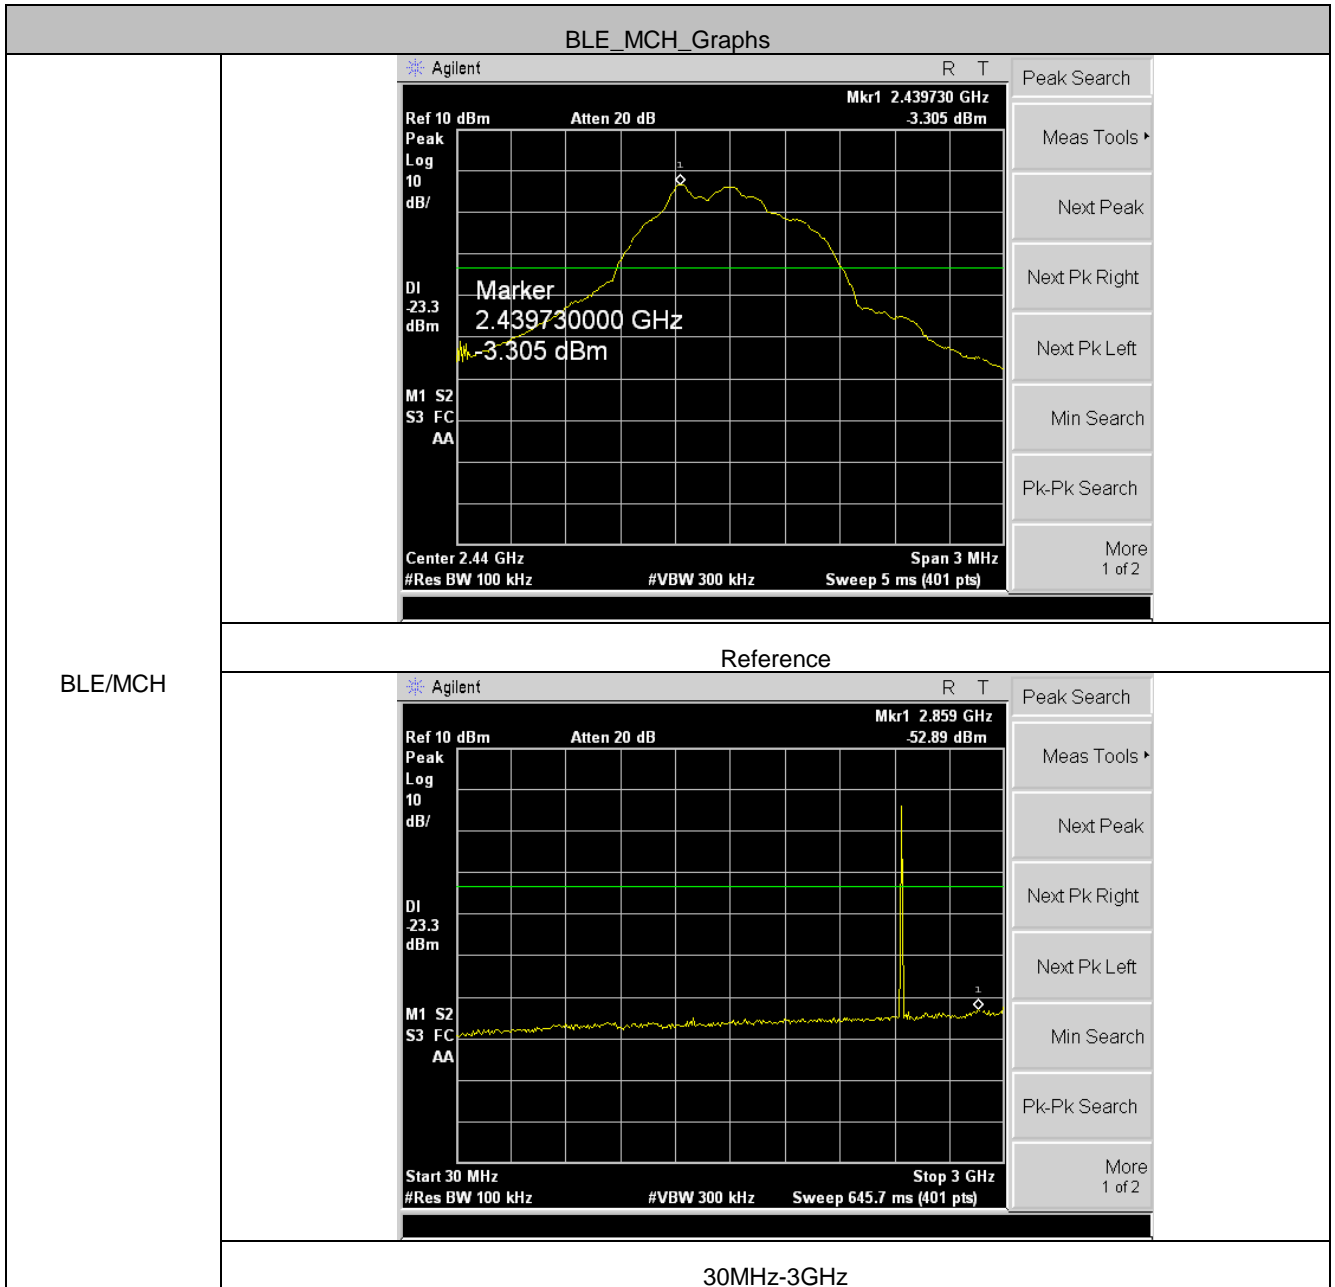 BLE_MCH_Graphs
BLE/MCH
Agilent R T
Peak Search
Mkr1 2.439730 GHz
Ref 10 dBm Atten 20 dB -3.305 dBm
Peak
Log
10
dB/
1
DI
-23.3
dBm
Marker
2.439730000 GHz
-3.305 dBm
M1 S2
S3 FC
AA
Center 2.44 GHz Span 3 MHz
#Res BW 100 kHz #VBW 300 kHz Sweep 5 ms (401 pts)
Meas Tools
Next Peak
Next Pk Right
Next Pk Left
Min Search
Pk-Pk Search
More
1 of 2
Reference
Agilent R T
Peak Search
Mkr1 2.859 GHz
Ref 10 dBm Atten 20 dB -52.89 dBm
Peak
Log
10
dB/
DI
-23.3
dBm
1
M1 S2
S3 FC
AA
Start 30 MHz Stop 3 GHz
#Res BW 100 kHz #VBW 300 kHz Sweep 645.7 ms (401 pts)
Meas Tools
Next Peak
Next Pk Right
Next Pk Left
Min Search
Pk-Pk Search
More
1 of 2
30MHz-3GHz